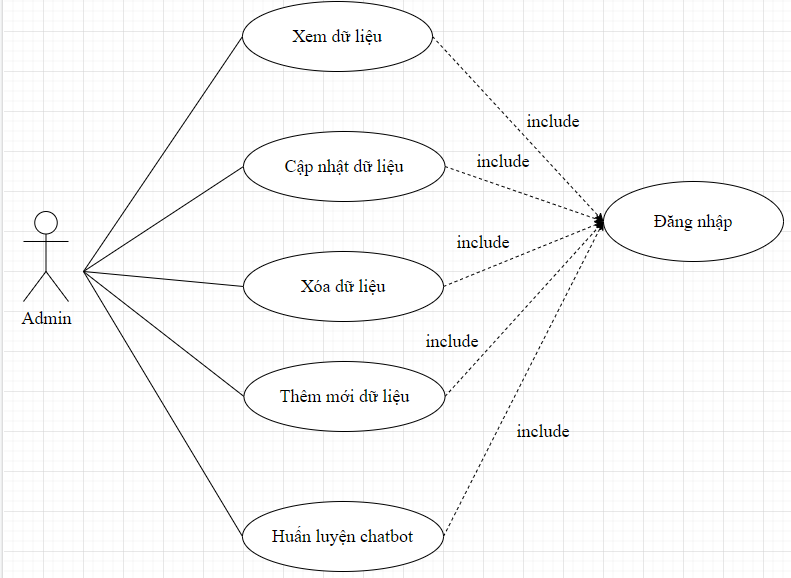 Xem dữ liệu
include
Cập nhật dữ liệu
include
Đăng nhập
include
Xóa dữ liệu
Admin
include
Thêm mới dữ liệu
include
Huấn luyện chatbot